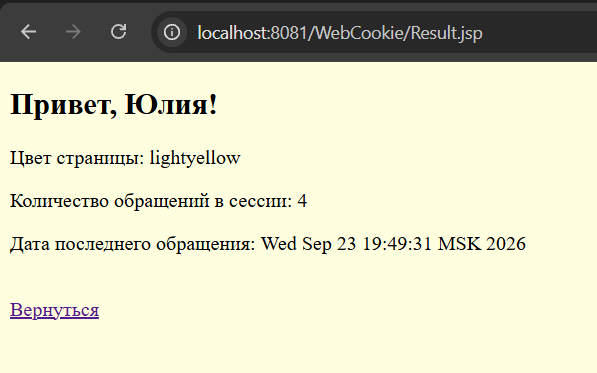 localhost:8081/WebCookie/Result.jsp
Привет, Юлия!
Цвет страницы: lightyellow
Количество обращений в сессии: 4
Дата последнего обращения: Wed Sep 23 19:49:31 MSK 2026
Вернуться